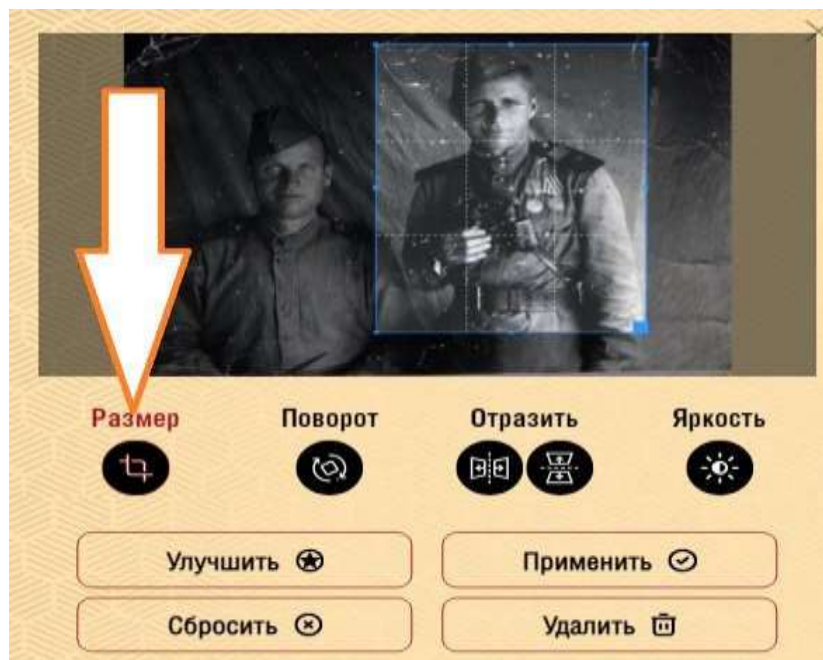 Размер Поворот Отразить Яркость
Улучшить Применить
Сбросить Удалить